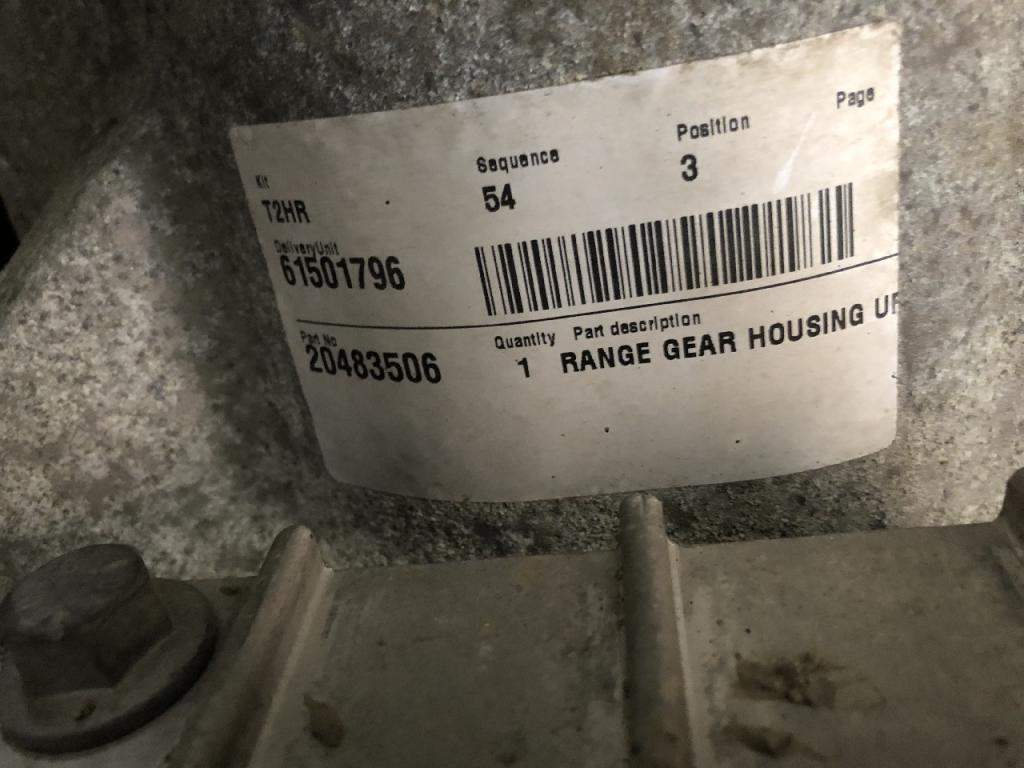 Kit Sequence Position Page
T2HR 54 3
DeliveryUnit
61501796
Part No Quantity Part description
20483506 1 RANGE GEAR HOUSING